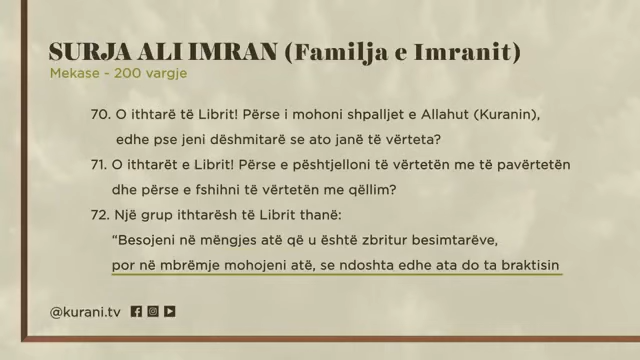 SURJA ALI IMRAN (Familja e Imranit)
Mekase - 200 vargje
70. O ithtarë të Librit! Përse i mohoni shpalljet e Allahut (Kuranin),
edhe pse jeni dëshmitarë se ato janë të vërteta?
71. O ithtarët e Librit! Përse e pështjelloni të vërtetën me të pavërtetën
dhe përse e fshihni të vërtetën me qëllim?
72. Një grup ithtarësh të Librit thanë:
“Besojeni në mëngjes atë që u është zbritur besimtarëve,
por në mbrëmje mohojeni atë, se ndoshta edhe ata do ta braktisin
@kurani.tv